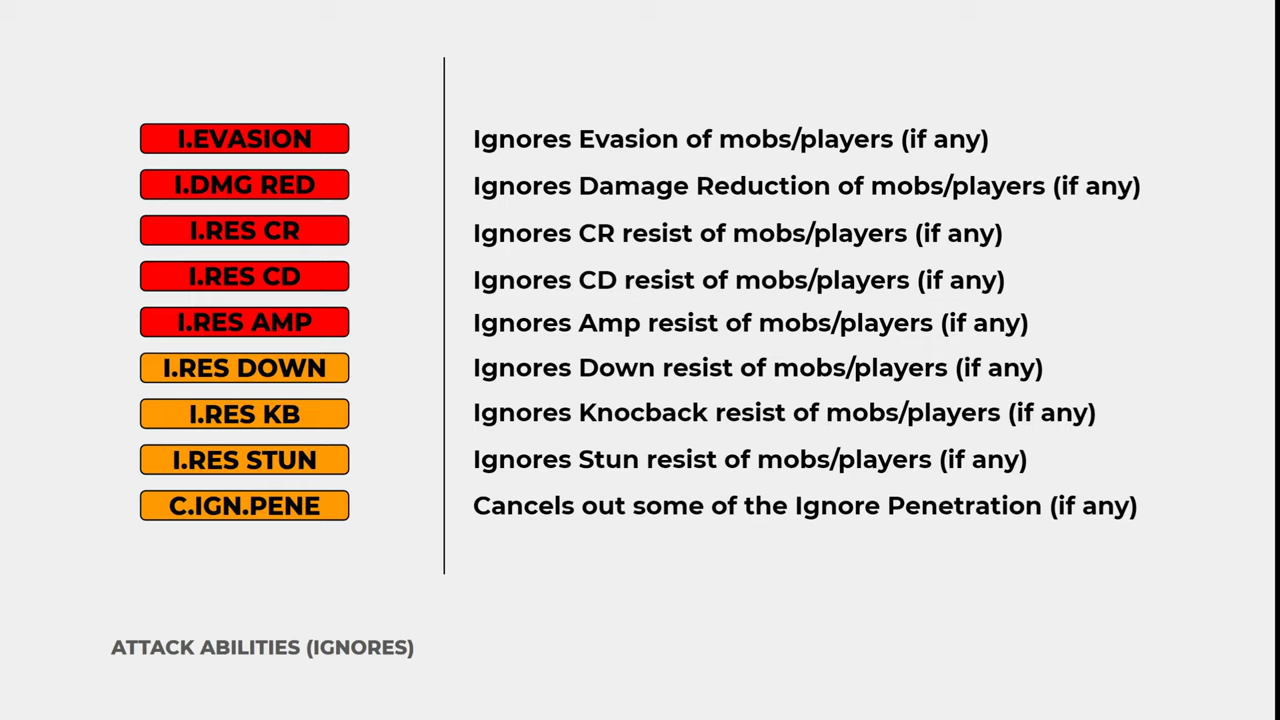 I.EVASION Ignores Evasion of mobs/players (if any)
I.DMG RED Ignores Damage Reduction of mobs/players (if any)
I.RES CR Ignores CR resist of mobs/players (if any)
I.RES CD Ignores CD resist of mobs/players (if any)
I.RES AMP Ignores Amp resist of mobs/players (if any)
I.RES DOWN Ignores Down resist of mobs/players (if any)
I.RES KB Ignores Knocback resist of mobs/players (if any)
I.RES STUN Ignores Stun resist of mobs/players (if any)
C.IGN.PENE Cancels out some of the Ignore Penetration (if any)
ATTACK ABILITIES (IGNORES)